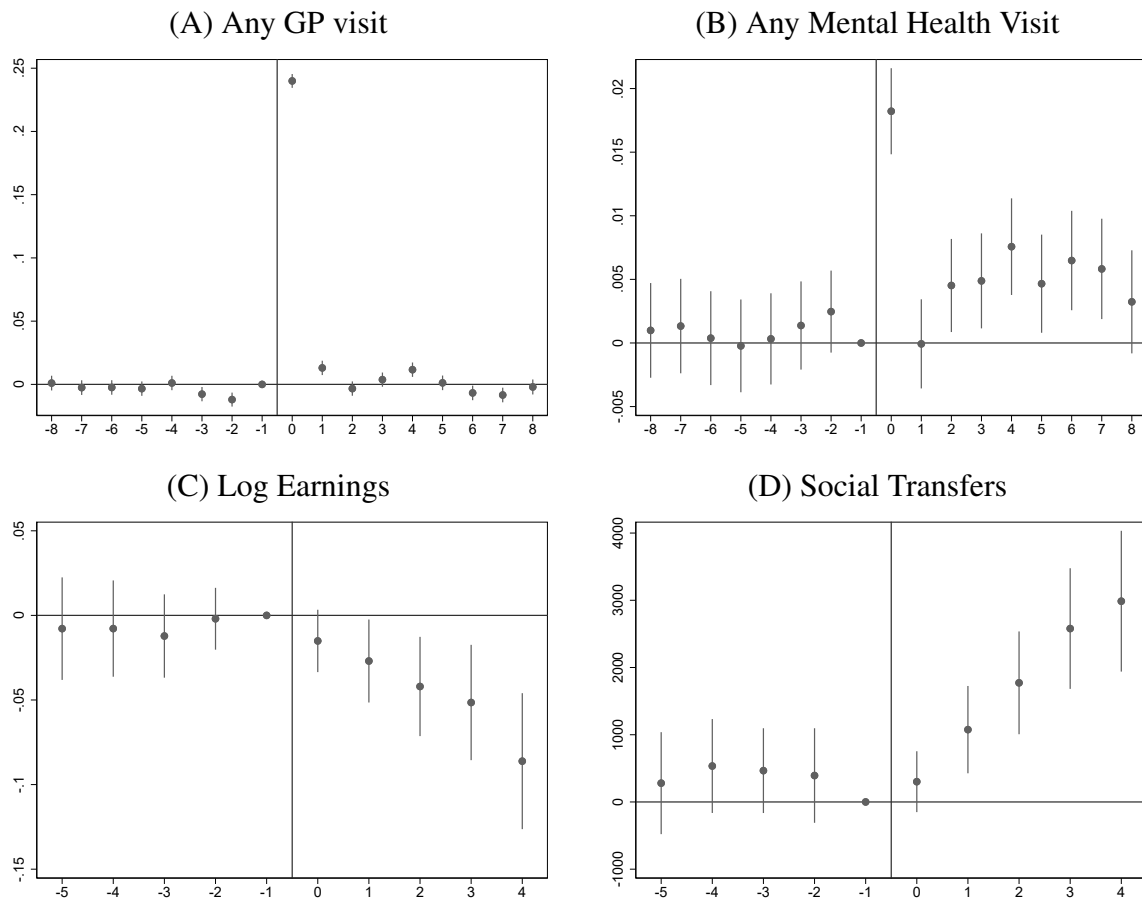 (A) Any GP visit
.25
.2
.15
.1
.05
0
-8 -7 -6 -5 -4 -3 -2 -1 0 1 2 3 4 5 6 7 8
(B) Any Mental Health Visit
.02
.015
.01
.005
0
-.005
-8 -7 -6 -5 -4 -3 -2 -1 0 1 2 3 4 5 6 7 8
(C) Log Earnings
.05
0
-.05
-.1
-.15
-5 -4 -3 -2 -1 0 1 2 3 4
(D) Social Transfers
4000
3000
2000
1000
0
-1000
-5 -4 -3 -2 -1 0 1 2 3 4